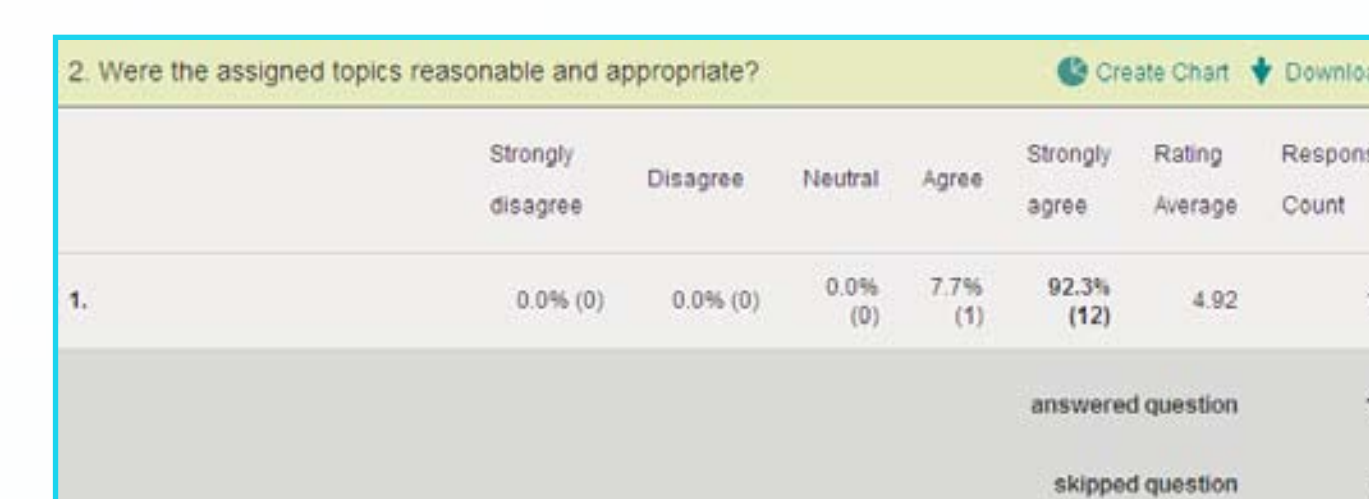 2. Were the assigned topics reasonable and appropriate? Create Chart
Strongly disagree Disagree Neutral Agree Strongly agree Rating Average Count
1. 0.0% (0) 0.0% (0) 0.0% (0) 7.7% (1) 92.3% (12) 4.92
answered question
skipped question